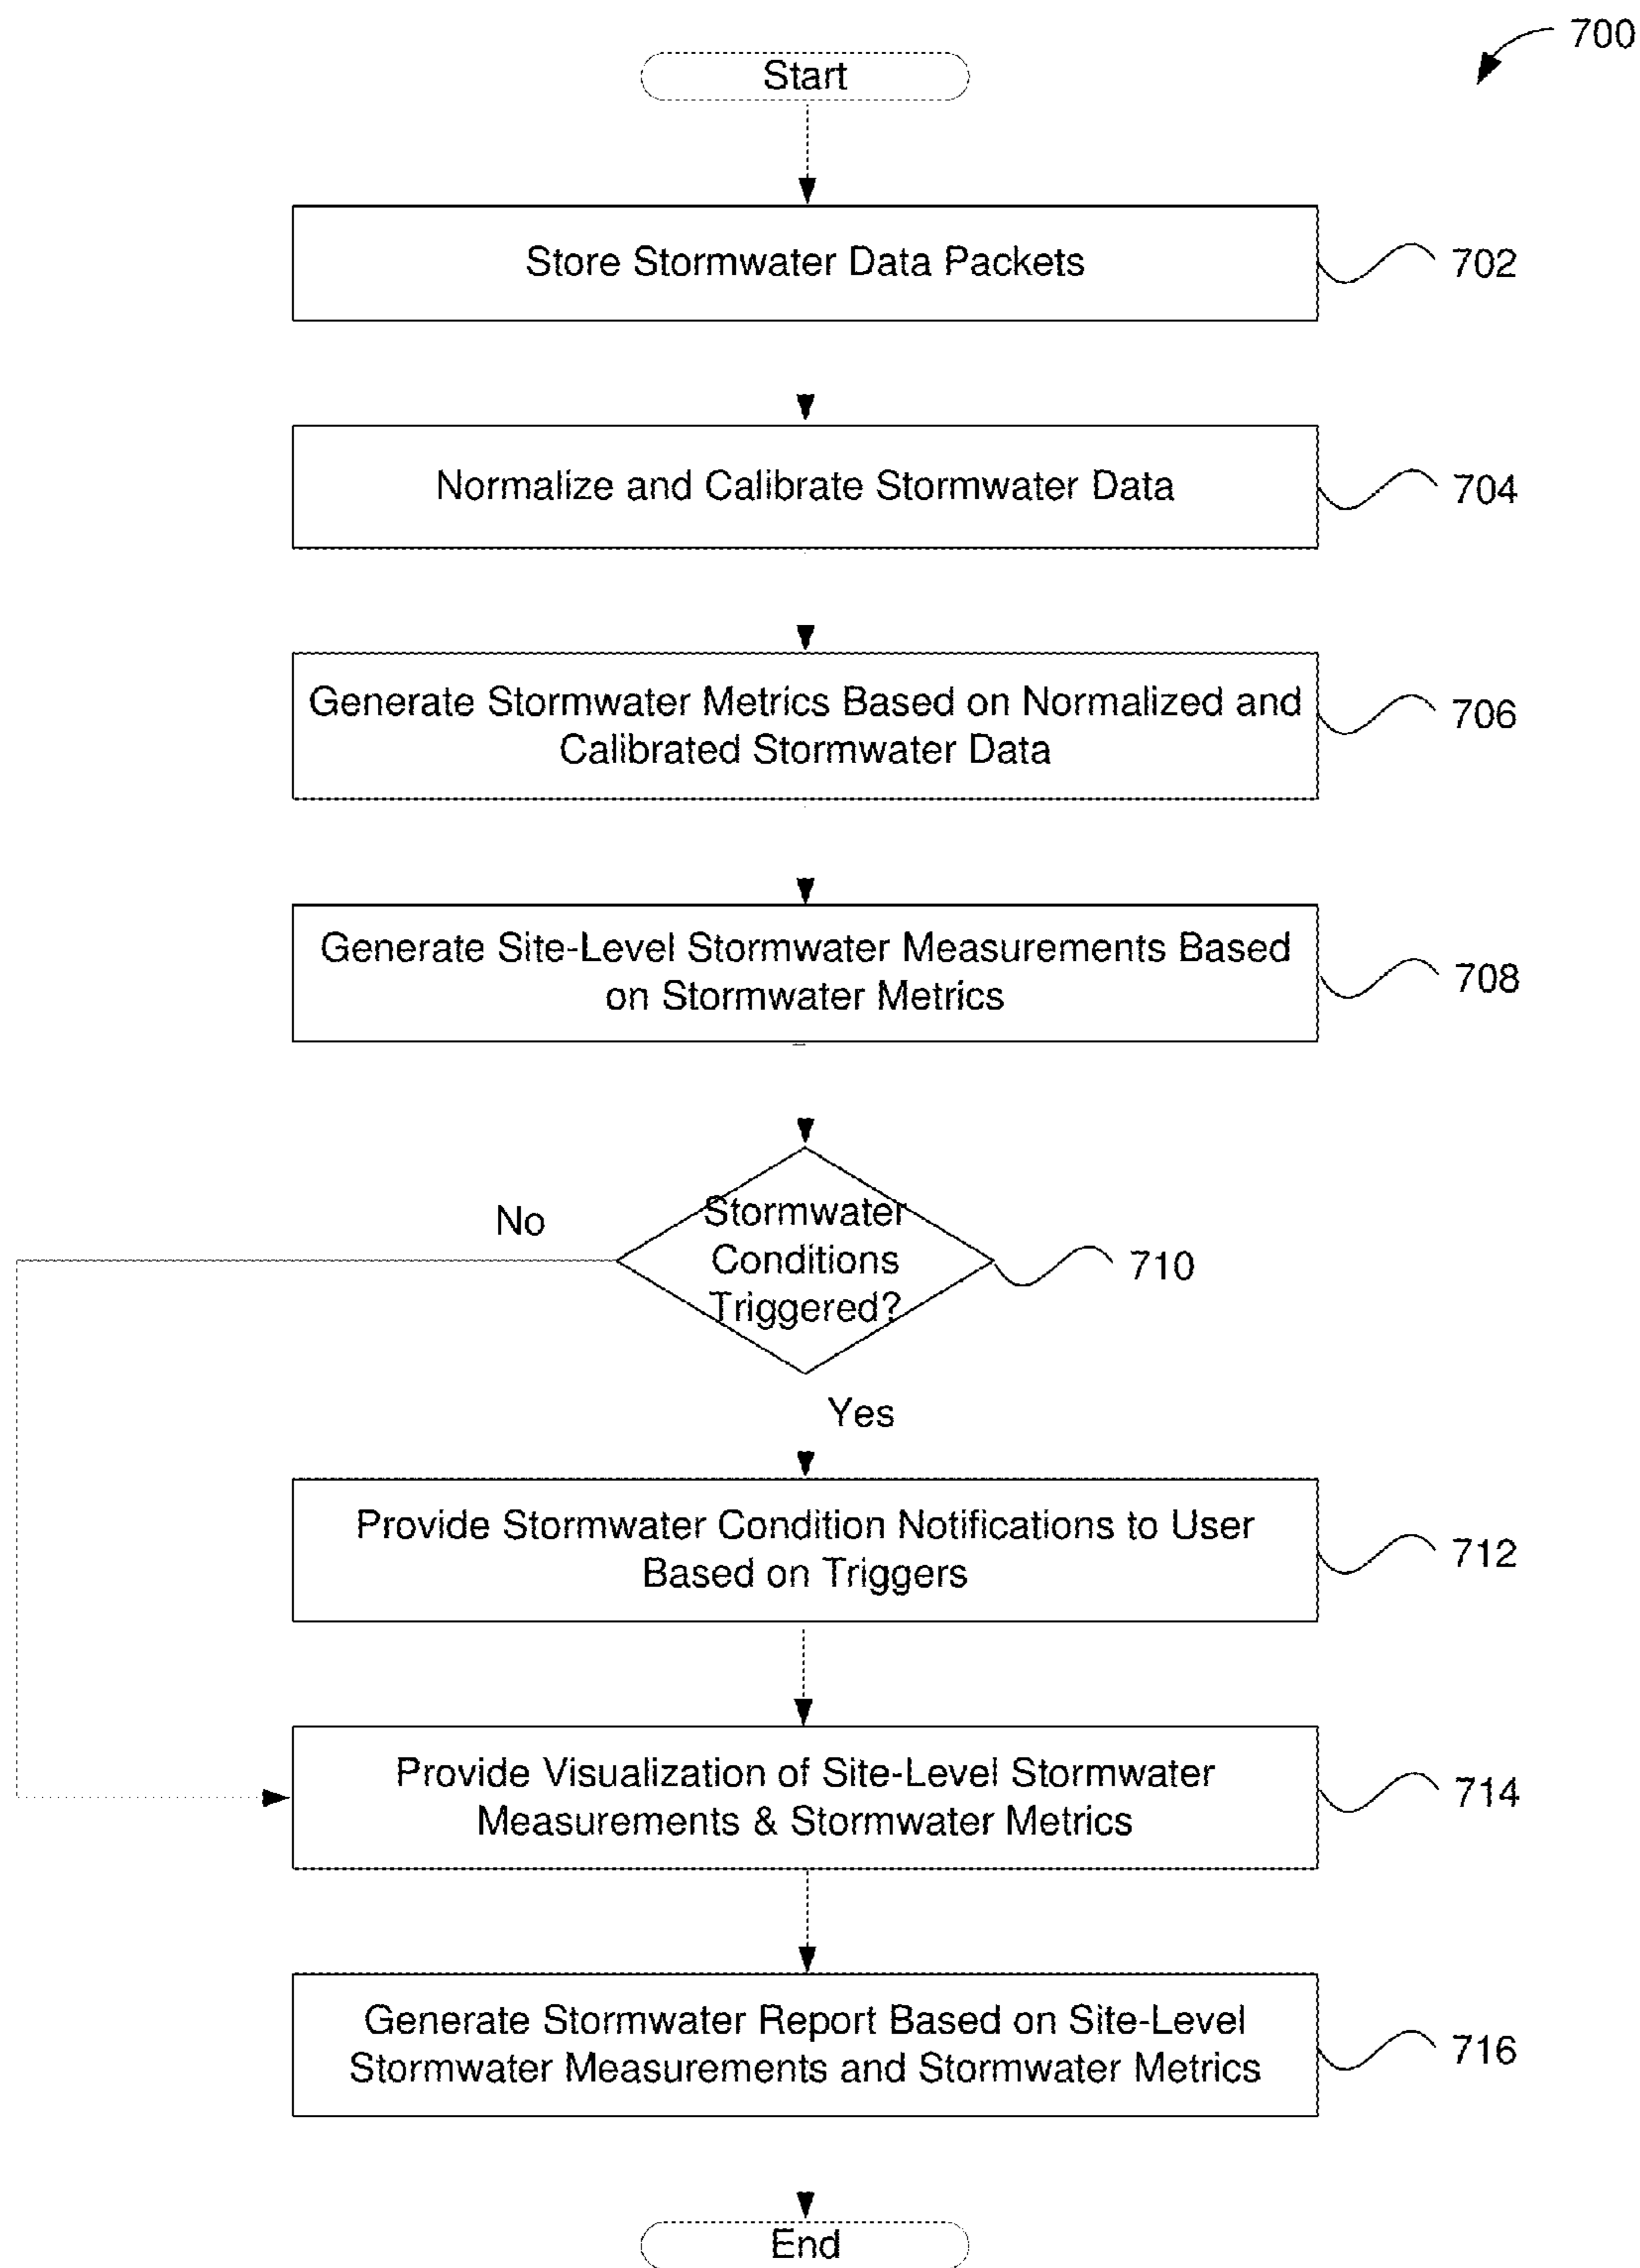 700
Start
Store Stormwater Data Packets
702
Normalize and Calibrate Stormwater Data
704
Generate Stormwater Metrics Based on Normalized and
Calibrated Stormwater Data
706
Generate Site-Level Stormwater Measurements Based
on Stormwater Metrics
708
Stormwater
Conditions
Triggered?
710
No
Yes
Provide Stormwater Condition Notifications to User
Based on Triggers
712
Provide Visualization of Site-Level Stormwater
Measurements & Stormwater Metrics
714
Generate Stormwater Report Based on Site-Level
Stormwater Measurements and Stormwater Metrics
716
End